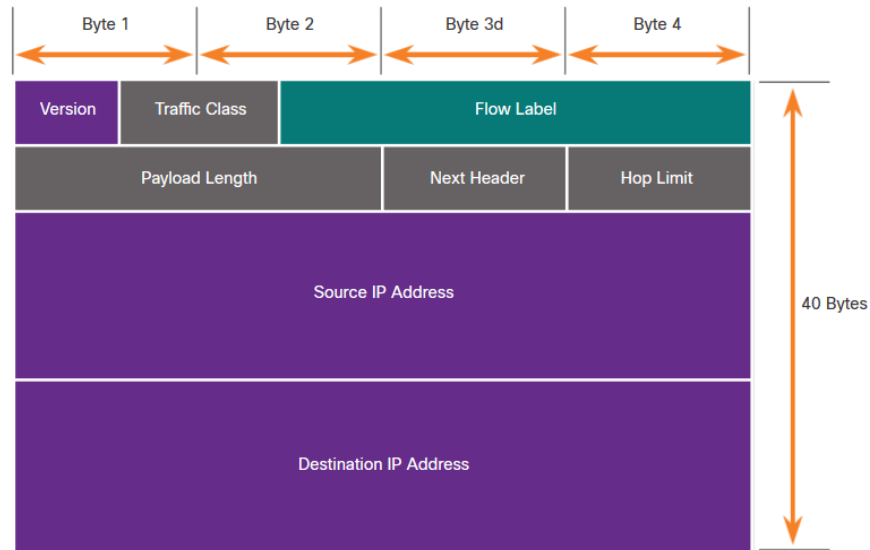 Byte 1 Byte 2 Byte 3d Byte 4
Version Traffic Class Flow Label
Payload Length Next Header Hop Limit
Source IP Address
40 Bytes
Destination IP Address